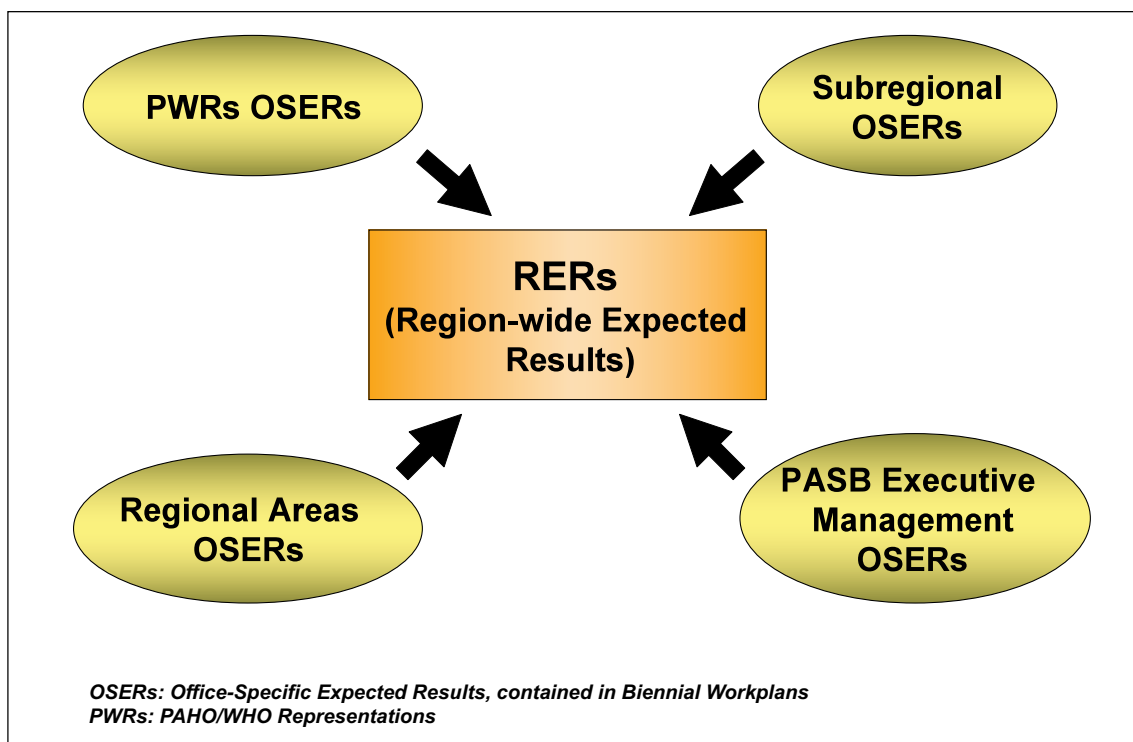 PWRs OSERs
Subregional
OSERs
RERs
(Region-wide Expected
Results)
Regional Areas
OSERs
PASB Executive
Management
OSERs
OSERs: Office-Specific Expected Results, contained in Biennial Workplans
PWRs: PAHO/WHO Representations